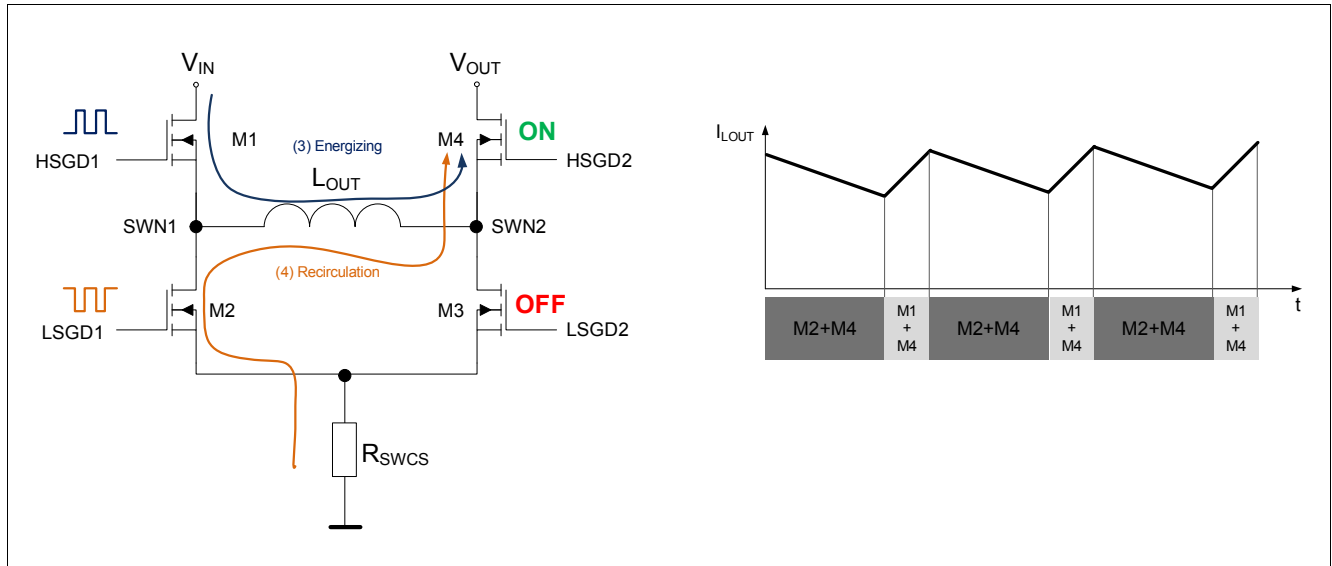 VIN
VOUT
M1
(3) Energizing
M4
ON
HSGD1
HSGD2
LOUT
SWN1
SWN2
(4) Recirculation
M2
M3
OFF
LSGD1
LSGD2
RSWCS
ILOUT
t
M2+M4
M1
+
M4
M2+M4
M1
+
M4
M2+M4
M1
+
M4